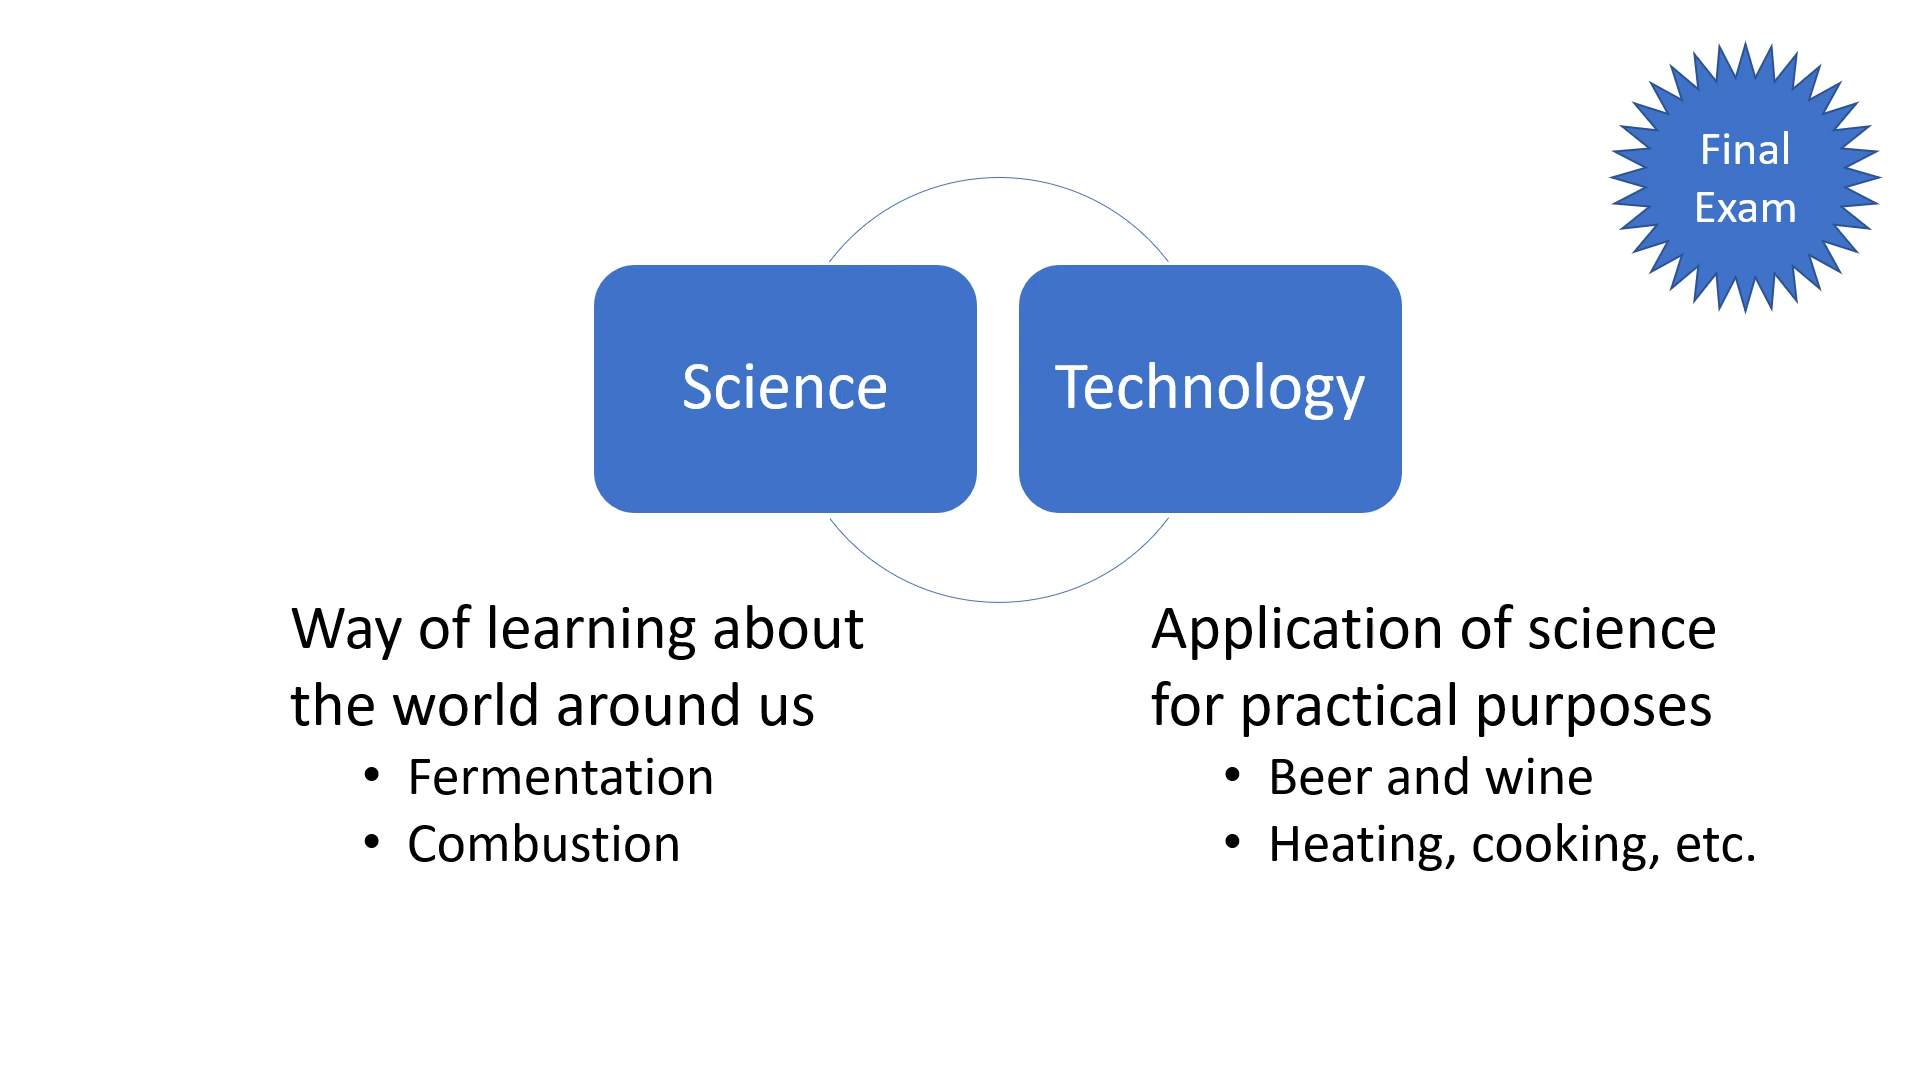 Final
Exam
Science
Technology
Way of learning about
the world around us
• Fermentation
• Combustion
Application of science
for practical purposes
• Beer and wine
• Heating, cooking, etc.